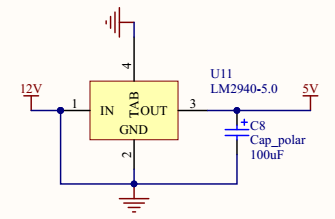 U11
LM2940-5.0
12V
5V
4
TAB
1
IN
OUT
3
GND
2
+
C8
Cap_polar
100uF